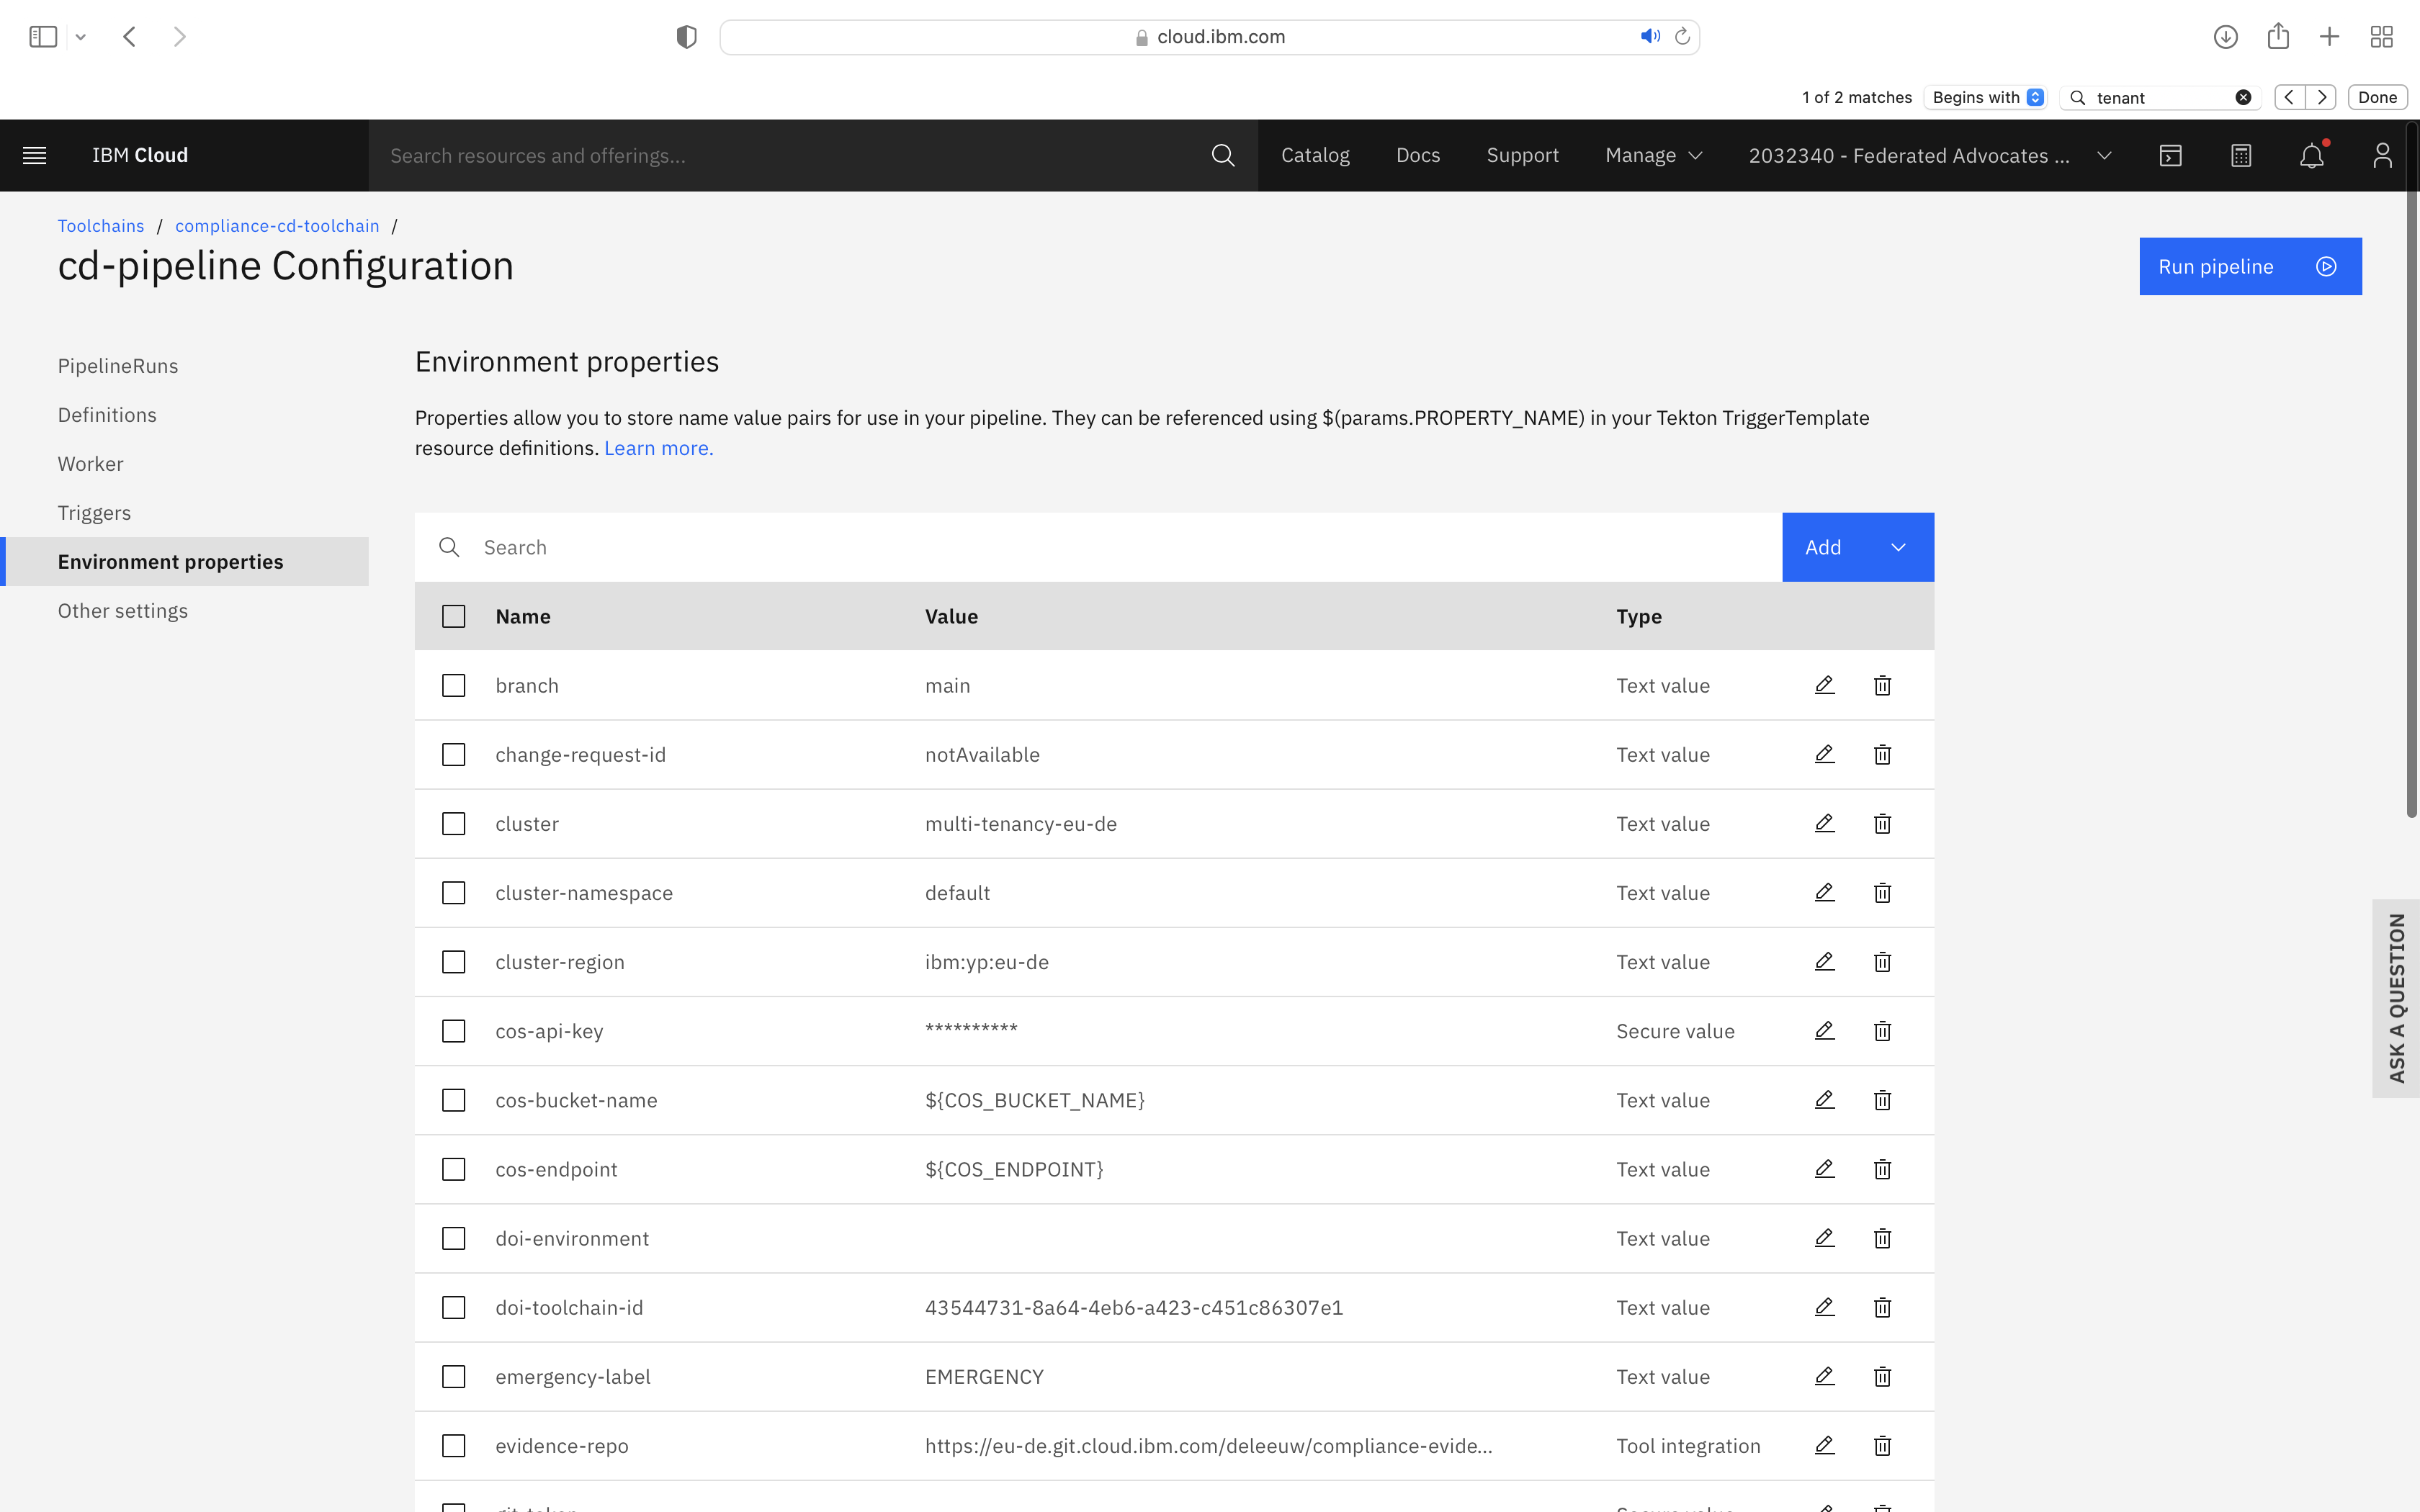 cloud.ibm.com
1 of 2 matches Begins with tenant Done
IBM Cloud Search resources and offerings... Catalog Docs Support Manage 2032340 - Federated Advocates ...
Toolchains / compliance-cd-toolchain /
cd-pipeline Configuration
Run pipeline
PipelineRuns
Definitions
Worker
Triggers
Environment properties
Other settings
Environment properties
Properties allow you to store name value pairs for use in your pipeline. They can be referenced using $(params.PROPERTY_NAME) in your Tekton TriggerTemplate
resource definitions. Learn more.
Search Add
Name Value Type
branch main Text value
change-request-id notAvailable Text value
cluster multi-tenancy-eu-de Text value
cluster-namespace default Text value
cluster-region ibm:yp:eu-de Text value
cos-api-key ********** Secure value
cos-bucket-name ${COS_BUCKET_NAME} Text value
cos-endpoint ${COS_ENDPOINT} Text value
doi-environment Text value
doi-toolchain-id 43544731-8a64-4eb6-a423-c451c86307e1 Text value
emergency-label EMERGENCY Text value
evidence-repo https://eu-de.git.cloud.ibm.com/deleeuw/compliance-evide... Tool integration
ASK A QUESTION